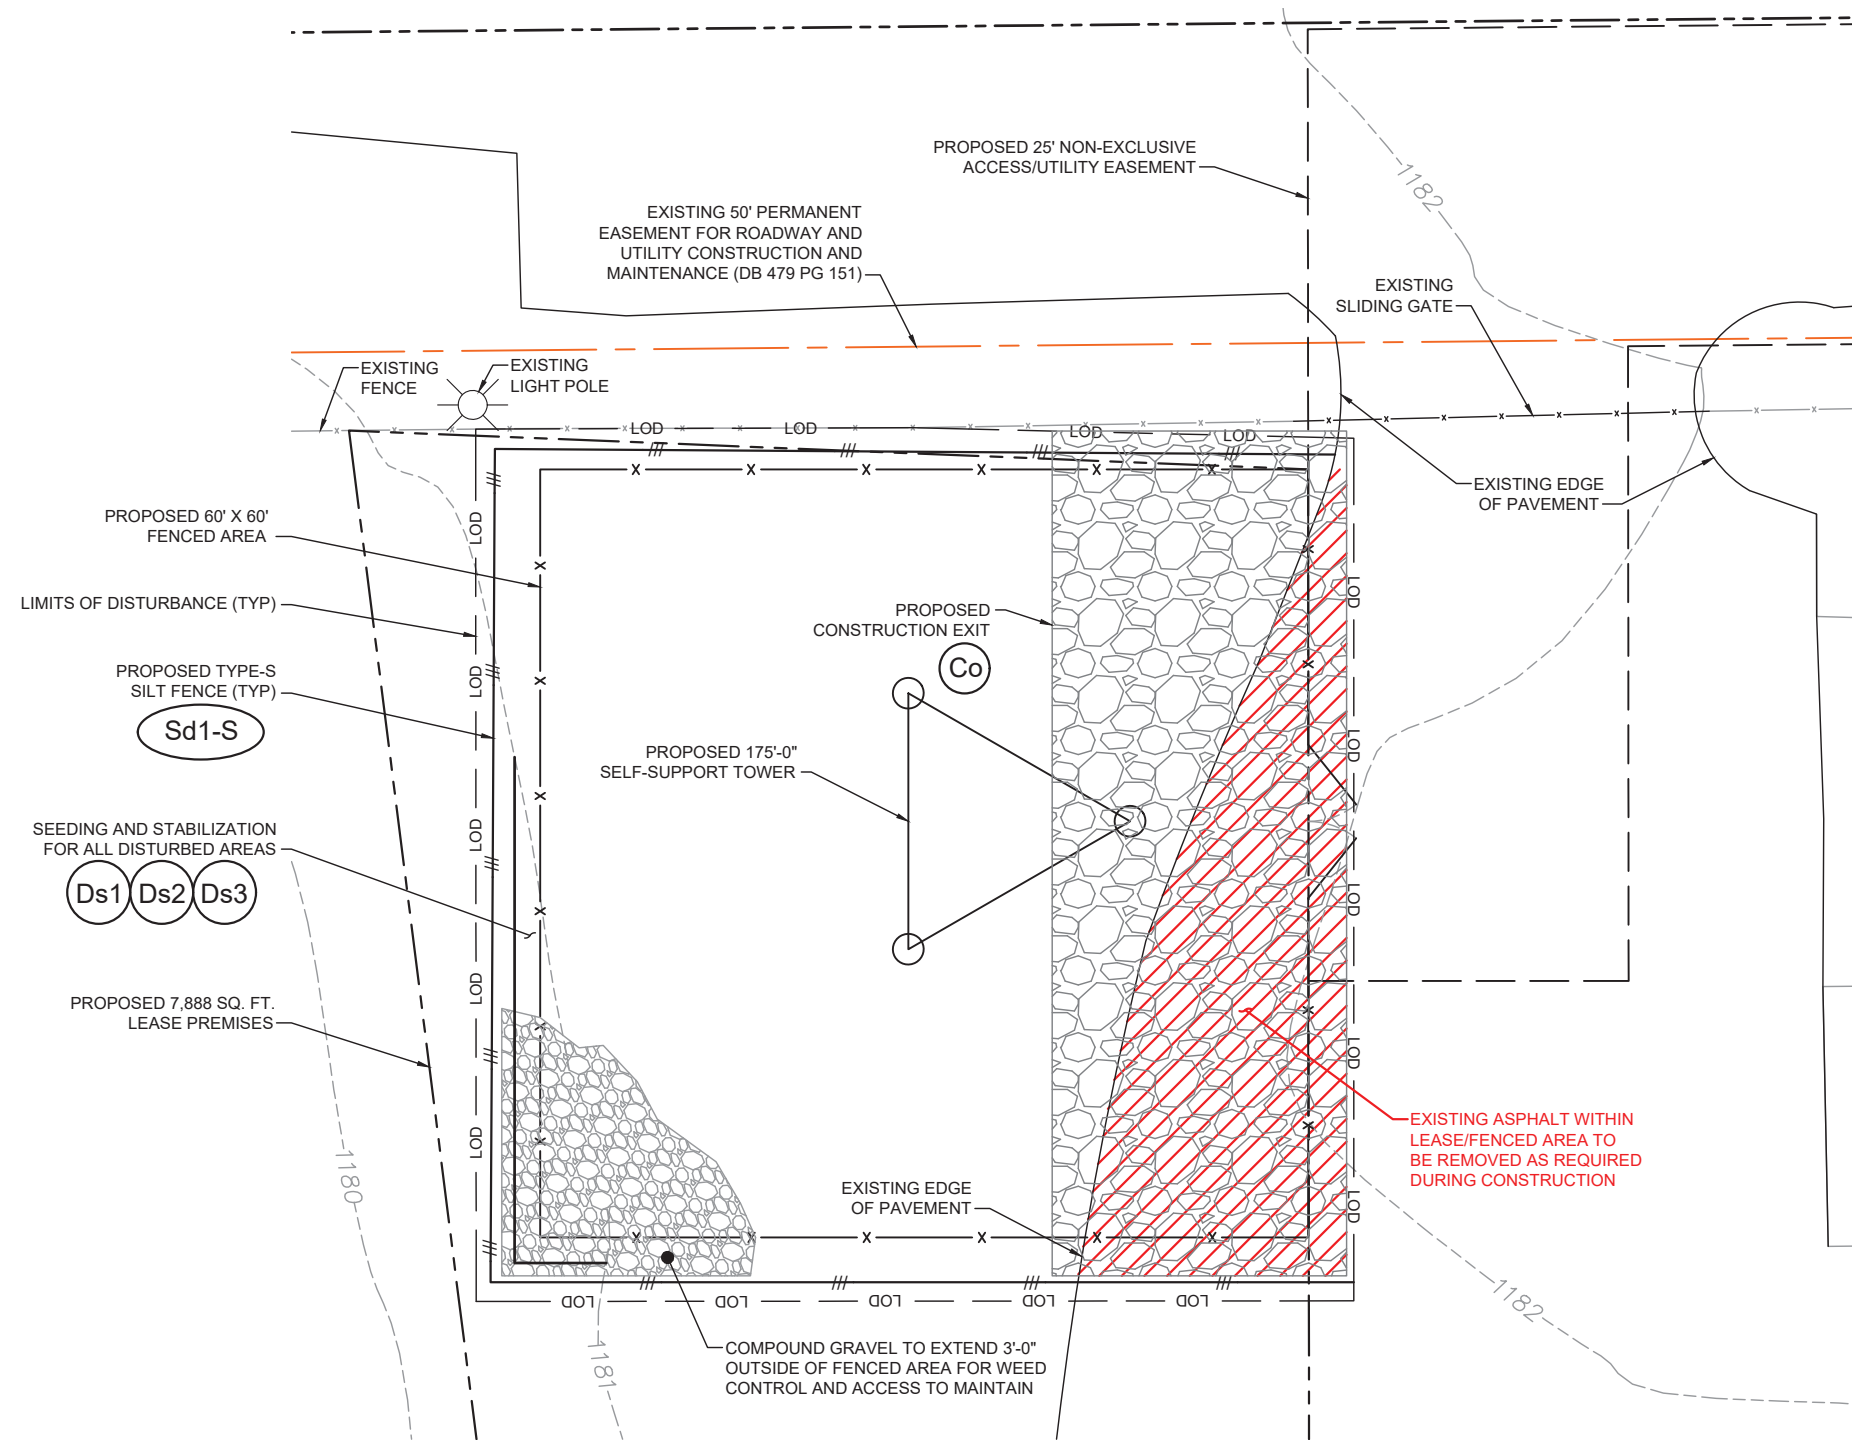 PROPOSED 25' NON-EXCLUSIVE
ACCESS/UTILITY EASEMENT
1182
EXISTING 50' PERMANENT
EASEMENT FOR ROADWAY AND
UTILITY CONSTRUCTION AND
MAINTENANCE (DB 479 PG 151)
EXISTING
SLIDING GATE
EXISTING
FENCE
EXISTING
LIGHT POLE
LOD
LOD
LOD
LOD
EXISTING EDGE
OF PAVEMENT
PROPOSED 60' X 60'
FENCED AREA
LOD
LIMITS OF DISTURBANCE (TYP)
PROPOSED
CONSTRUCTION EXIT
Co
LOD
PROPOSED TYPE-S
SILT FENCE (TYP)
Sd1-S
LOD
PROPOSED 175'-0"
SELF-SUPPORT TOWER
LOD
SEEDING AND STABILIZATION
FOR ALL DISTURBED AREAS
Ds1 Ds2 Ds3
LOD
LOD
PROPOSED 7,888 SQ. FT.
LEASE PREMISES
LOD
LOD
EXISTING ASPHALT WITHIN
LEASE/FENCED AREA TO
BE REMOVED AS REQUIRED
DURING CONSTRUCTION
LOD
1180
EXISTING EDGE
OF PAVEMENT
LOD
LOD
LOD
LOD
LOD
LOD
1182
1181
COMPOUND GRAVEL TO EXTEND 3'-0"
OUTSIDE OF FENCED AREA FOR WEED
CONTROL AND ACCESS TO MAINTAIN